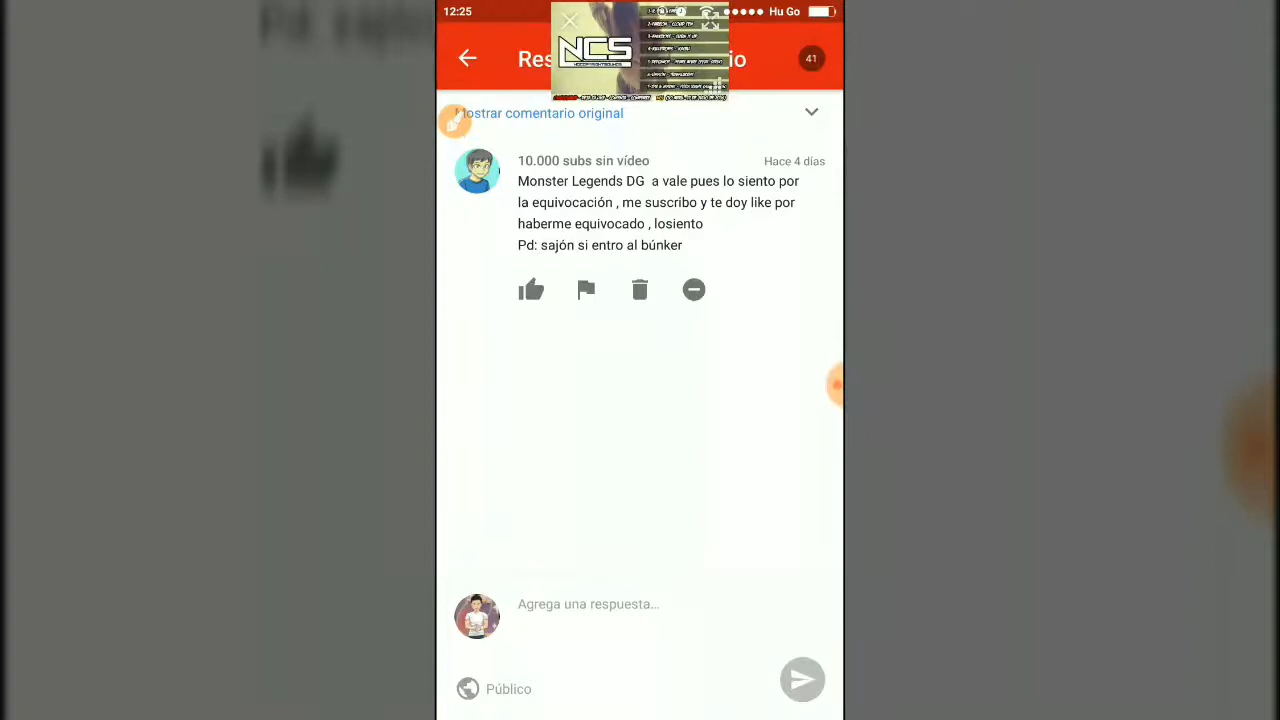 12:25
Hu Go
NCS
Res
io
41
Mostrar comentario original
10.000 subs sin vídeo
Hace 4 días
Monster Legends DG a vale pues lo siento por
la equivocación , me suscribo y te doy like por
haberme equivocado , losiento
Pd: sajón si entro al búnker
Agrega una respuesta...
Público